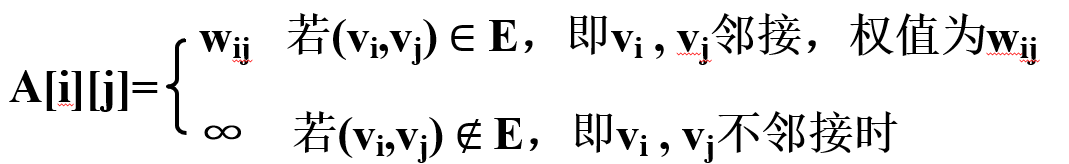 wij 若(vi,vj) ∈ E，即vi , vj邻接，权值为wij
A[i][j]=
∞ 若(vi,vj) ∉ E，即vi , vj不邻接时